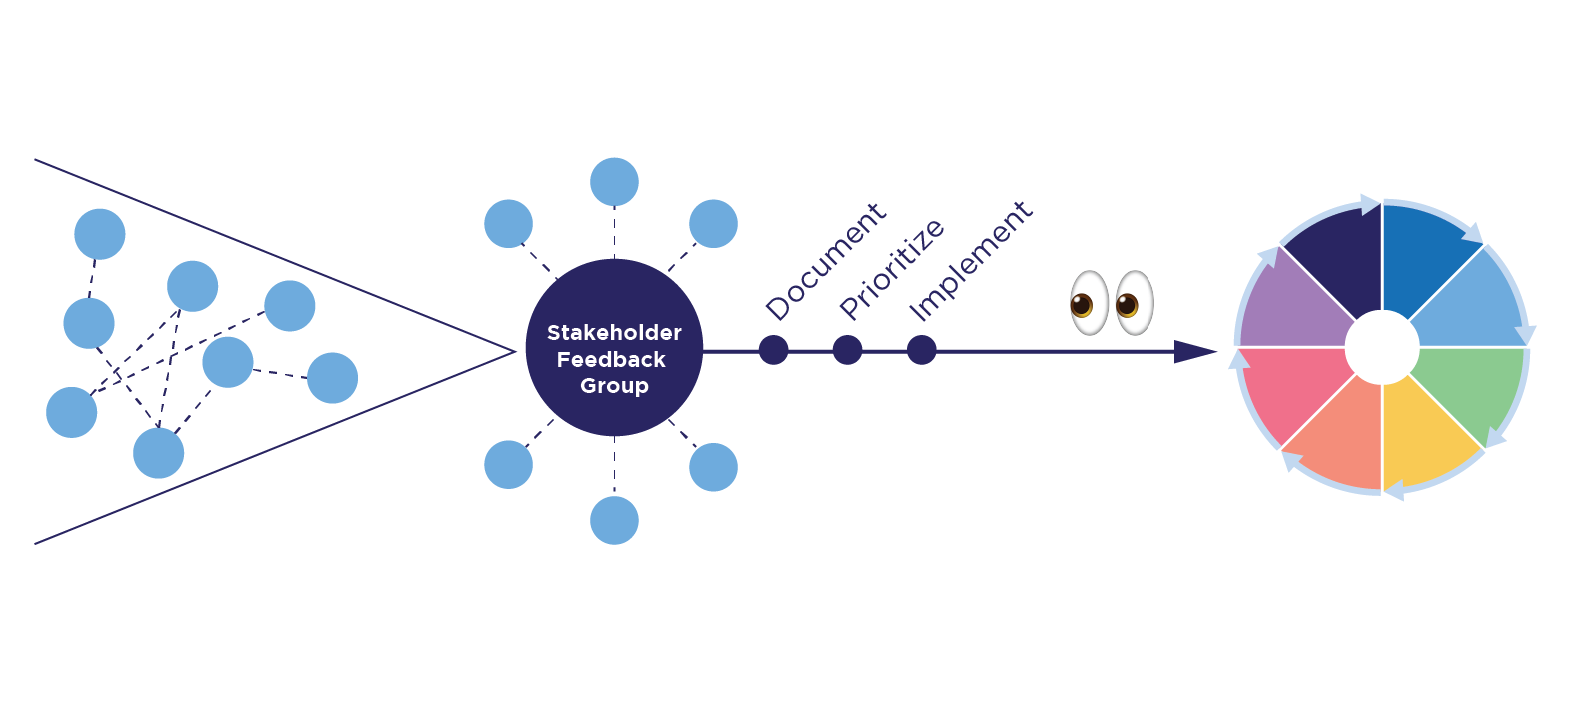 Stakeholder
Feedback
Group
Document
Prioritize
Implement